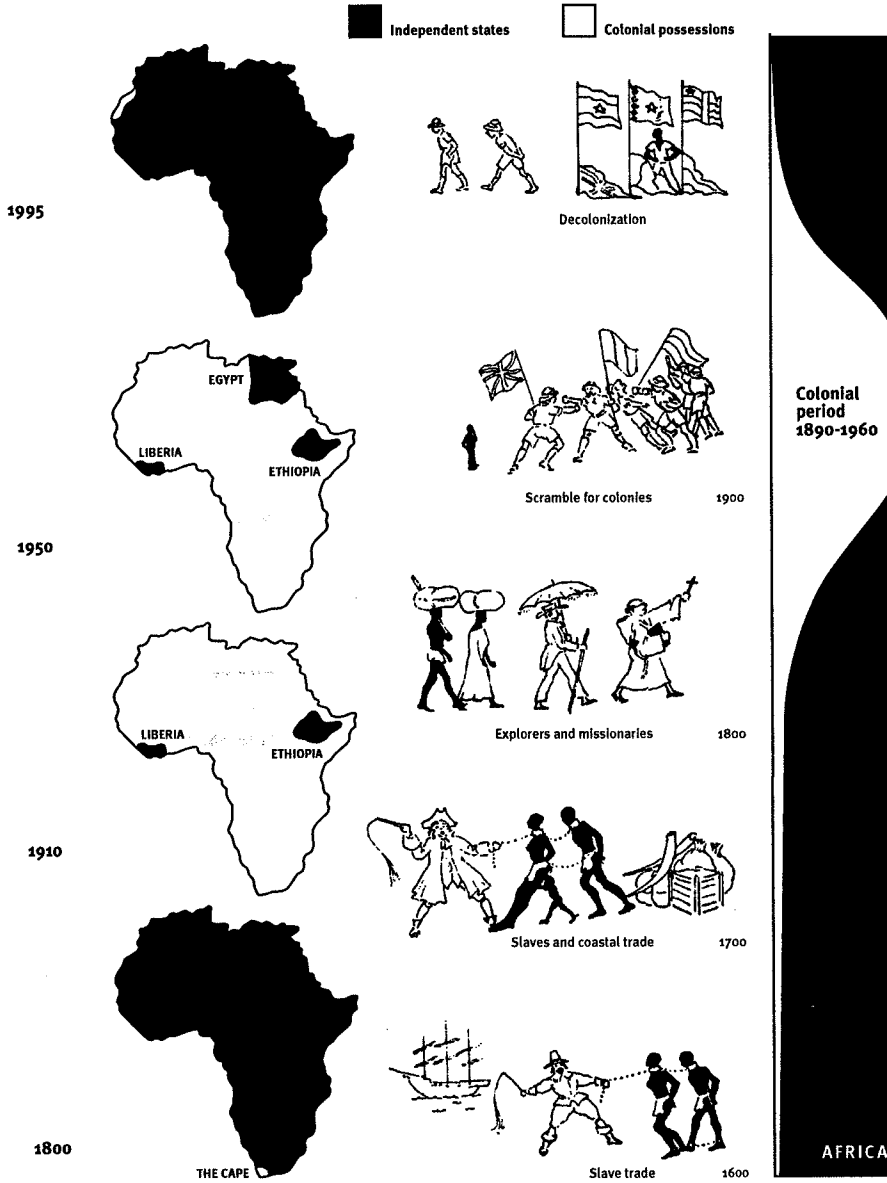 Independent states
Colonial possessions
1995
Decolonization
EGYPT
LIBERIA
ETHIOPIA
1950
Scramble for colonies
1900
Colonial
period
1890-1960
Explorers and missionaries
1800
LIBERIA
ETHIOPIA
1910
Slaves and coastal trade
1700
1800
THE CAPE
Slave trade
1600
AFRICA